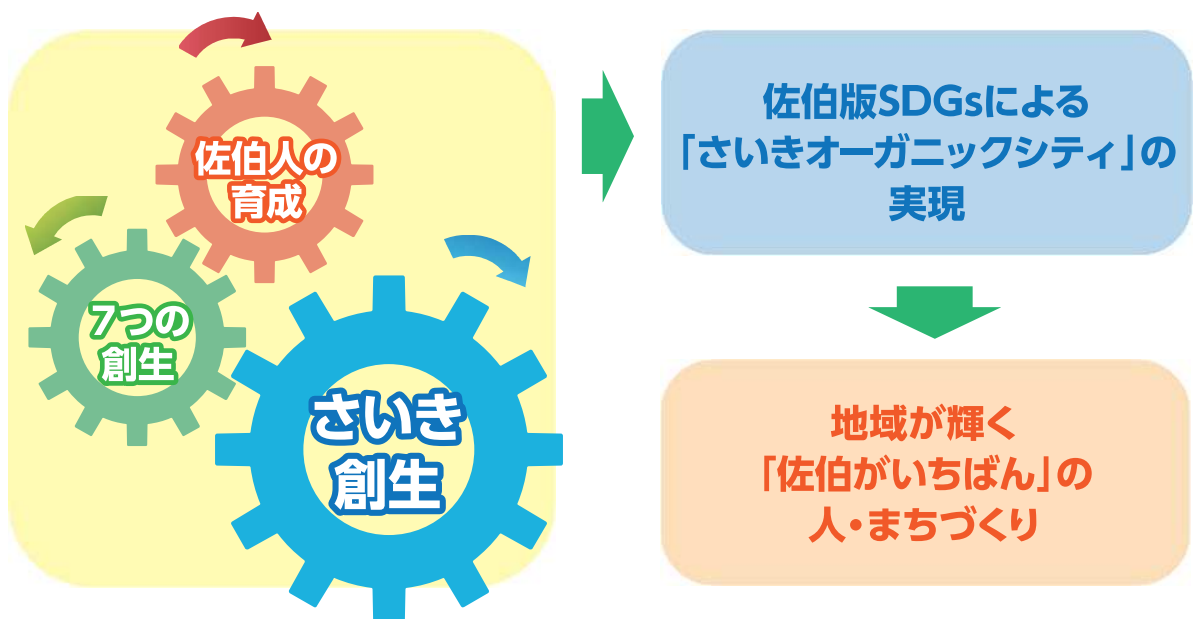 佐伯人の
育成
7つの
創生
さいき
創生
佐伯版SDGsによる
「さいきオーガニックシティ」の
実現
地域が輝く
「佐伯がいちばん」の
人・まちづくり